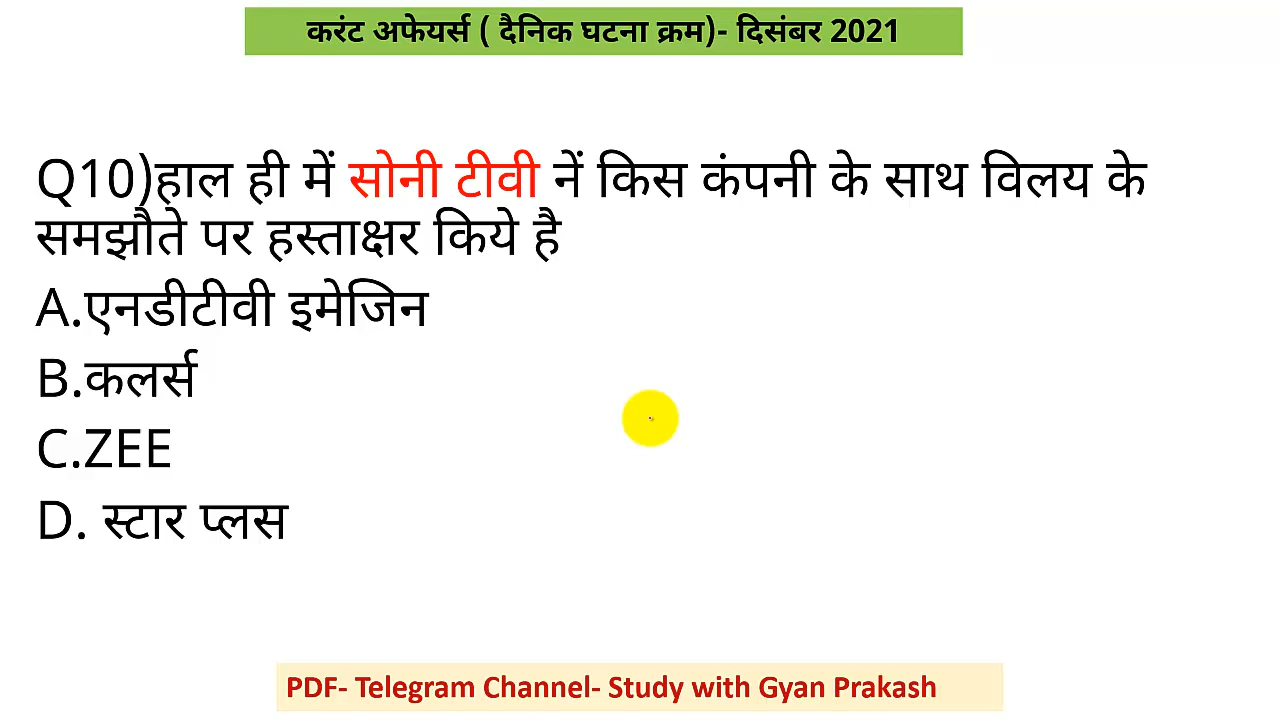 करंट अफेयर्स ( दैनिक घटना क्रम)- दिसंबर 2021
Q10)हाल ही में सोनी टीवी नें किस कंपनी के साथ विलय के
समझौते पर हस्ताक्षर किये है
A.एनडीटीवी इमेजिन
B.कलर्स
C.ZEE
D. स्टार प्लस
PDF- Telegram Channel- Study with Gyan Prakash